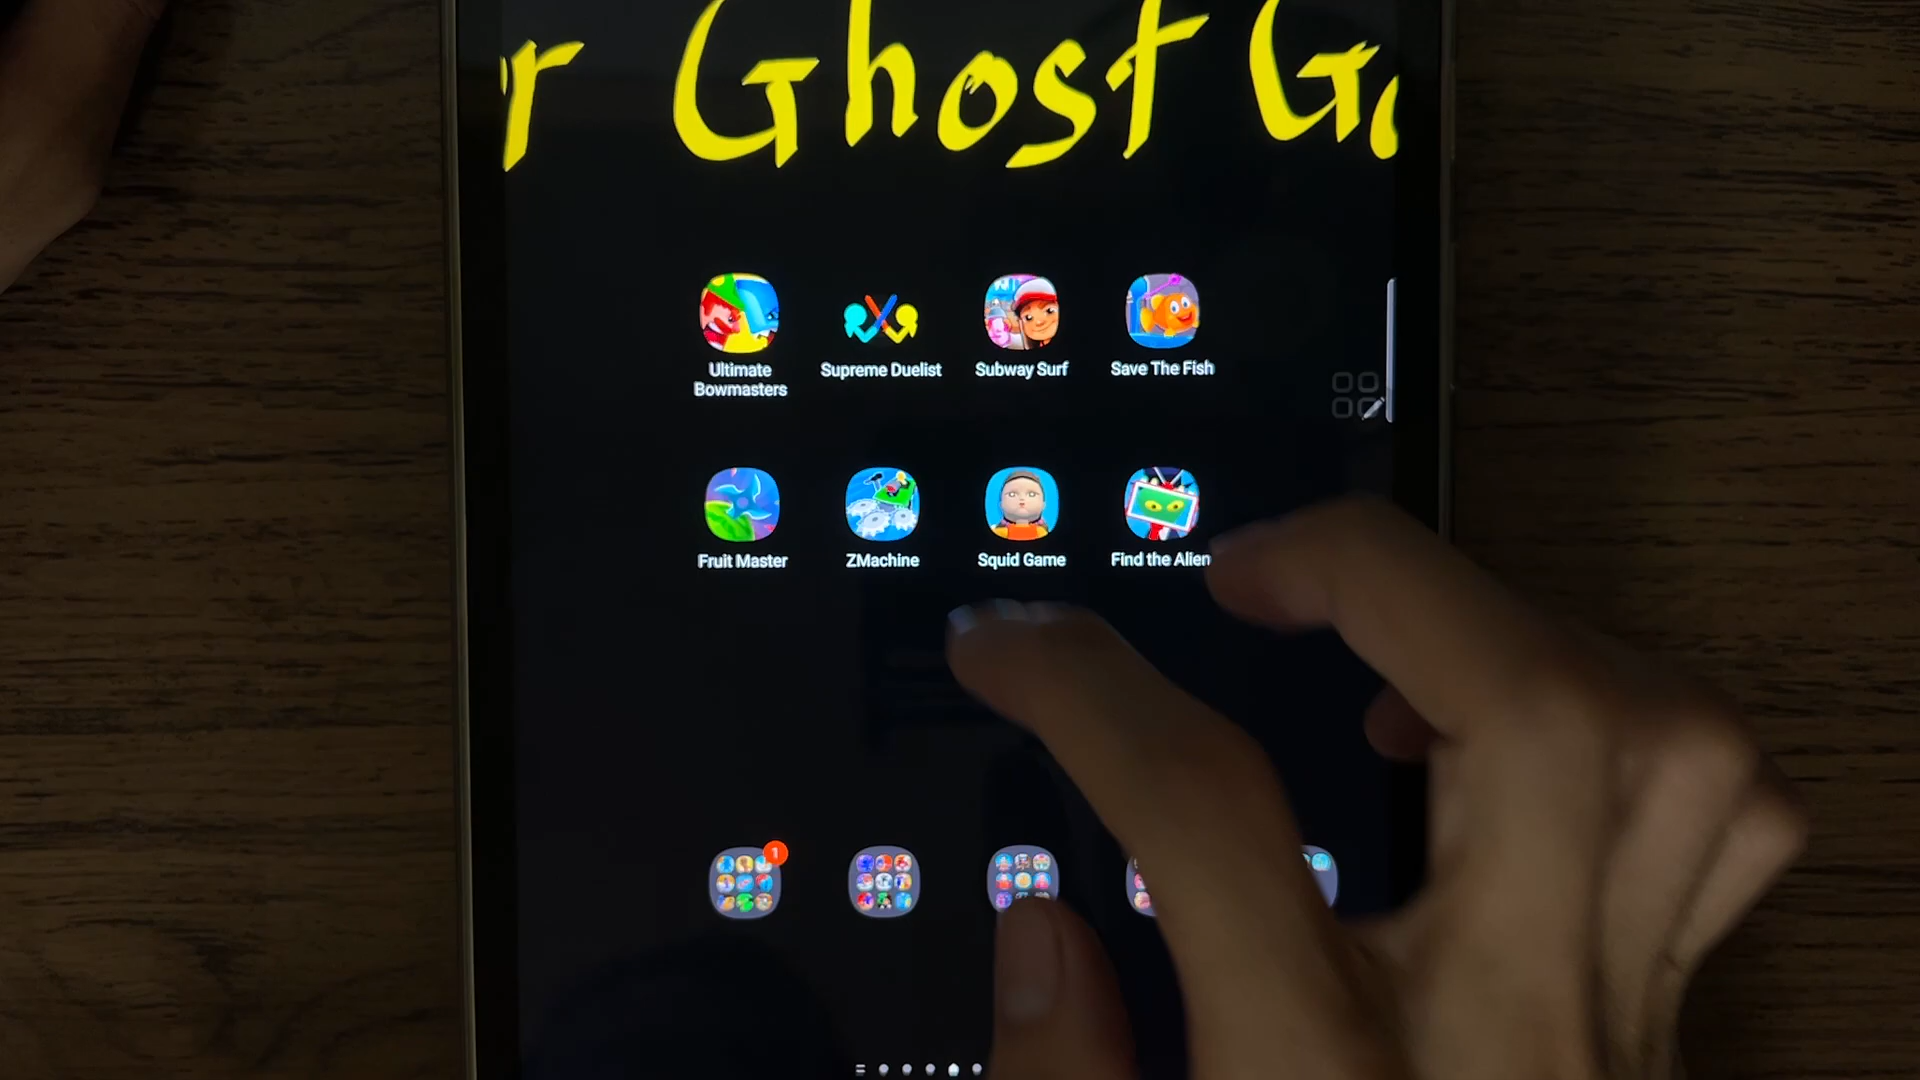 r Ghost G
Ultimate
Bowmasters
Supreme Duelist
Subway Surf
Save The Fish
Fruit Master
ZMachine
Squid Game
Find the Alien
1